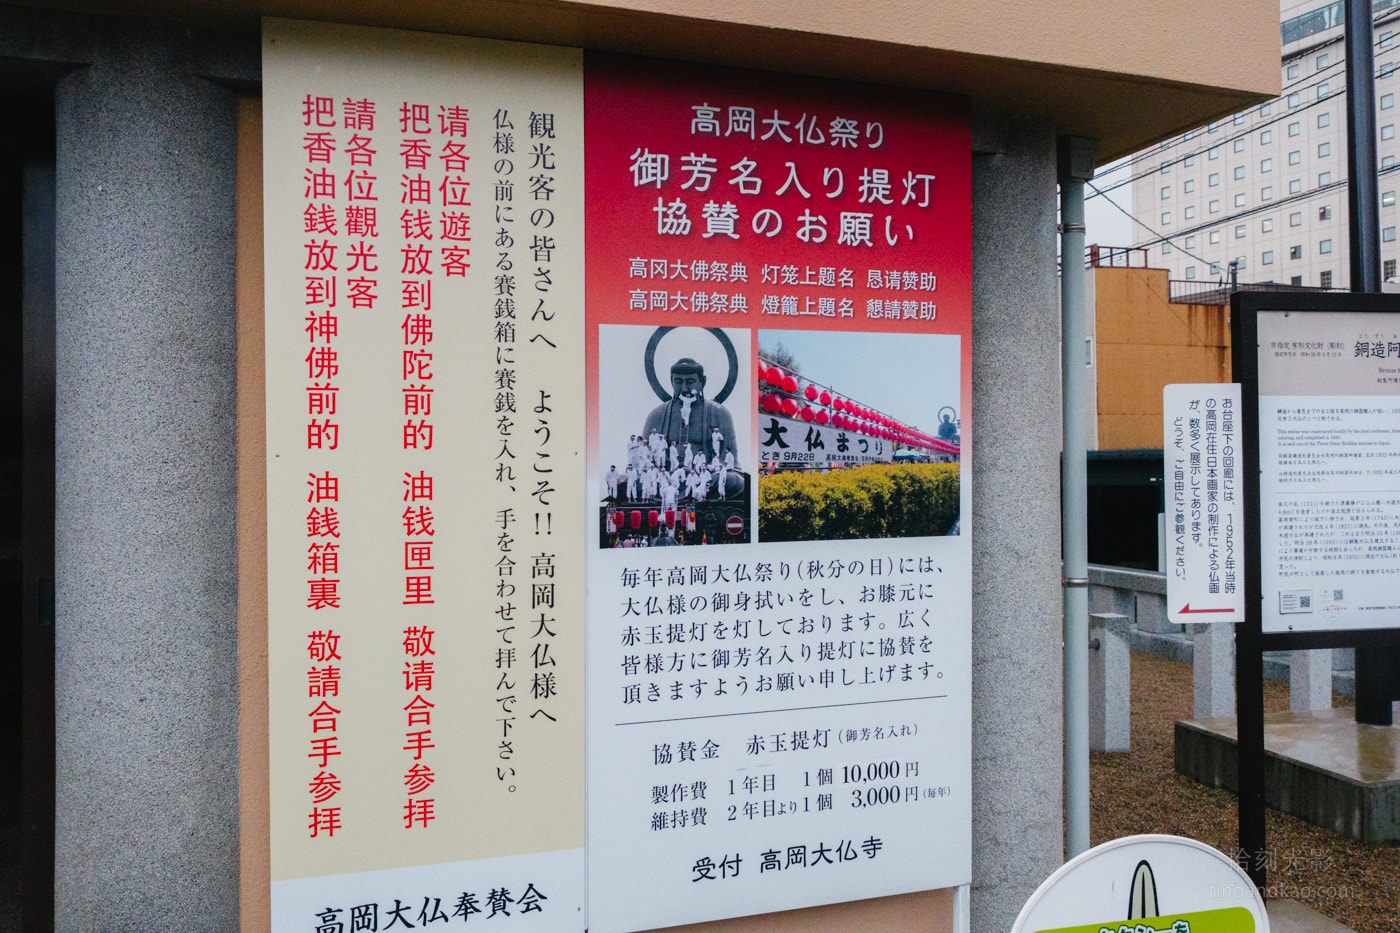 観光客の皆さんへ ようこそ!! 高岡大仏様へ
仏様の前にある賽銭箱に賽銭を入れ、手を合わせて拝んで下さい。
请各位遊客
把香油钱放到佛陀前的 油钱匣里 敬请合手参拝
請各位觀光客
把香油銭放到神佛前的 油銭箱裏 敬請合手参拝
高岡大仏奉賛会
高岡大仏祭り
御芳名入り提灯
協賛のお願い
高冈大佛祭典 灯笼上题名 恳请赞助
高岡大佛祭典 燈籠上題名 懇請贊助
大仏まつり
とき 9月22日
毎年高岡大仏祭り(秋分の日)には、
大仏様の御身拭いをし、お膝元に
赤玉提灯を灯しております。広く
皆様方に御芳名入り提灯に協賛を
頂きますようお願い申し上げます。
協賛金 赤玉提灯(御芳名入れ)
製作費 1年目 1個 10,000円
維持費 2年目より1個 3,000円(毎年)
受付 高岡大仏寺
お台座下の回廊には、1952年当時
の高岡在住日本画家の制作による仏画
が、数多く展示してあります。
どうぞ、ご自由にご参観ください。
市指定 有形文化財(彫刻)
銅造阿
Bronze
拾刻光影
tingandkao.com